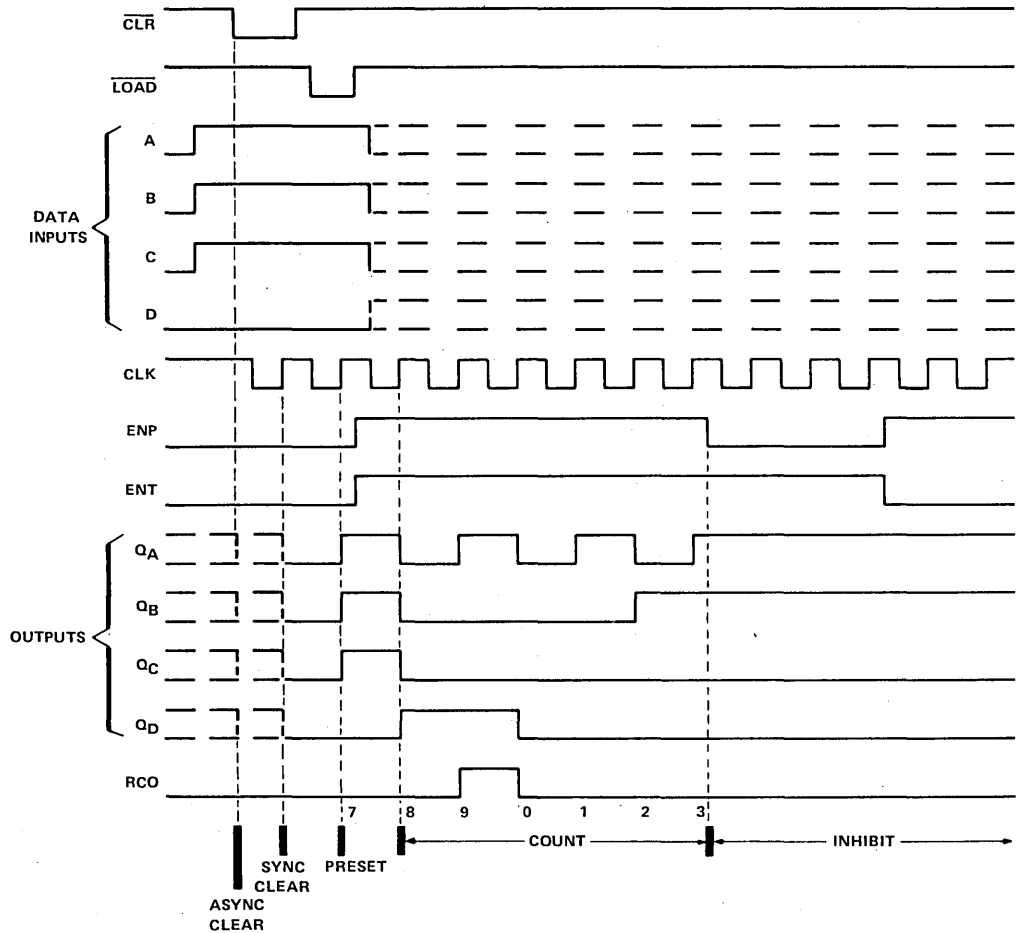 CLR
LOAD
A
B
DATA
INPUTS
C
D
CLK
ENP
ENT
QA
QB
OUTPUTS
QC
QD
RCO
7 8 9 0 1 2 3
COUNT INHIBIT
SYNC
CLEAR
PRESET
ASYNC
CLEAR